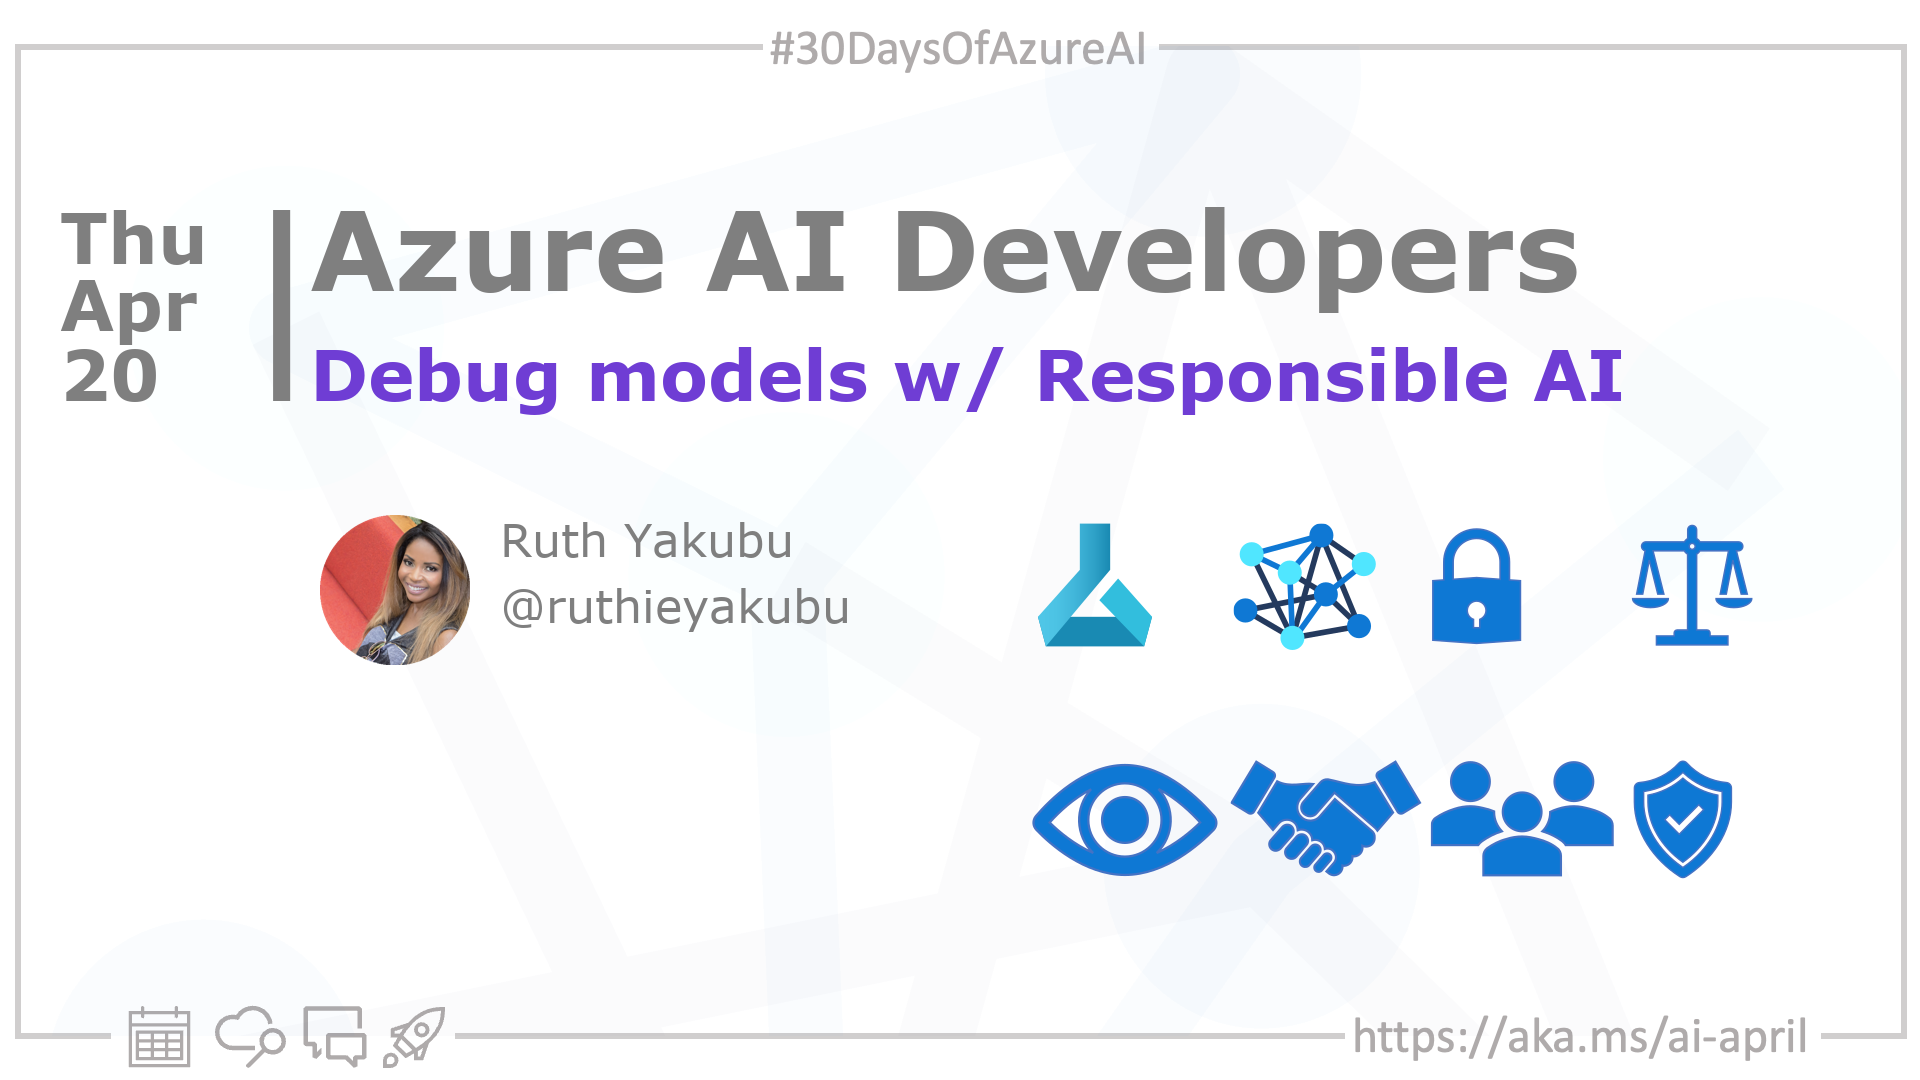 #30DaysOfAzureAI
Thu
Apr
20
Azure AI Developers
Debug models w/ Responsible AI
Ruth Yakubu
@ruthieyakubu
https://aka.ms/ai-april